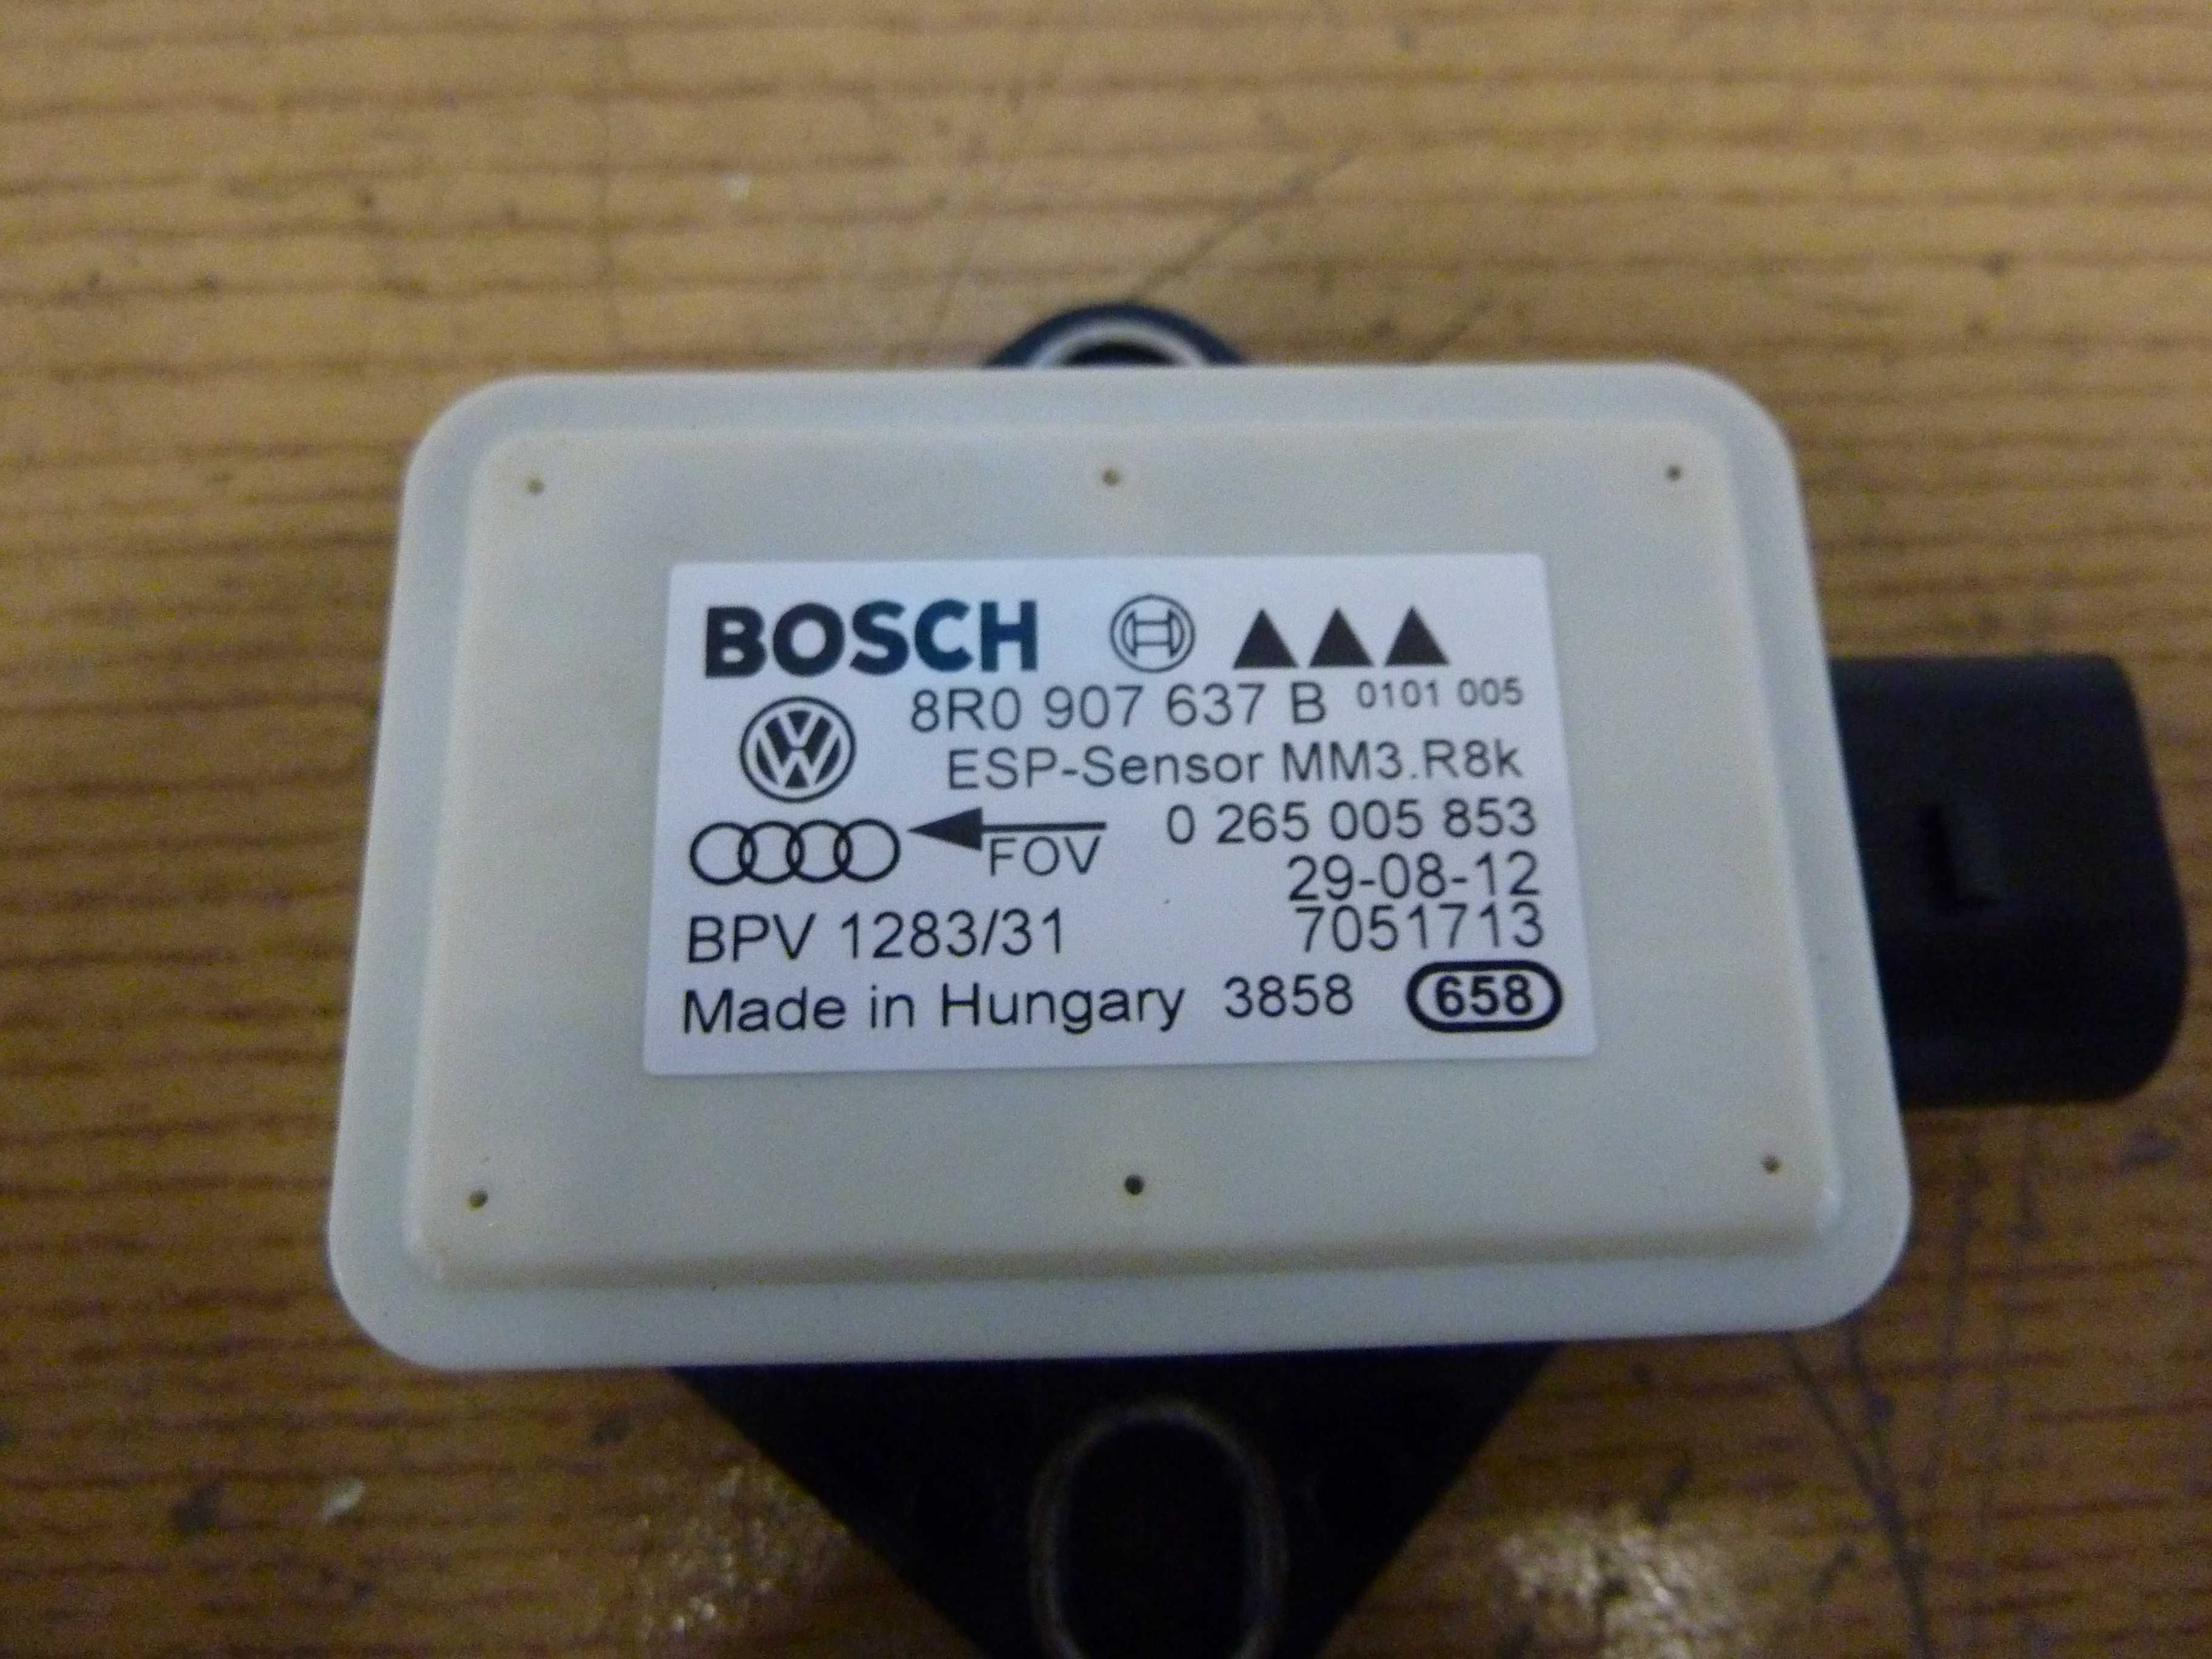 BOSCH
8R0 907 637 B 0101 005
ESP-Sensor MM3.R8k
FOV 0 265 005 853
29-08-12
BPV 1283/31 7051713
Made in Hungary 3858 658